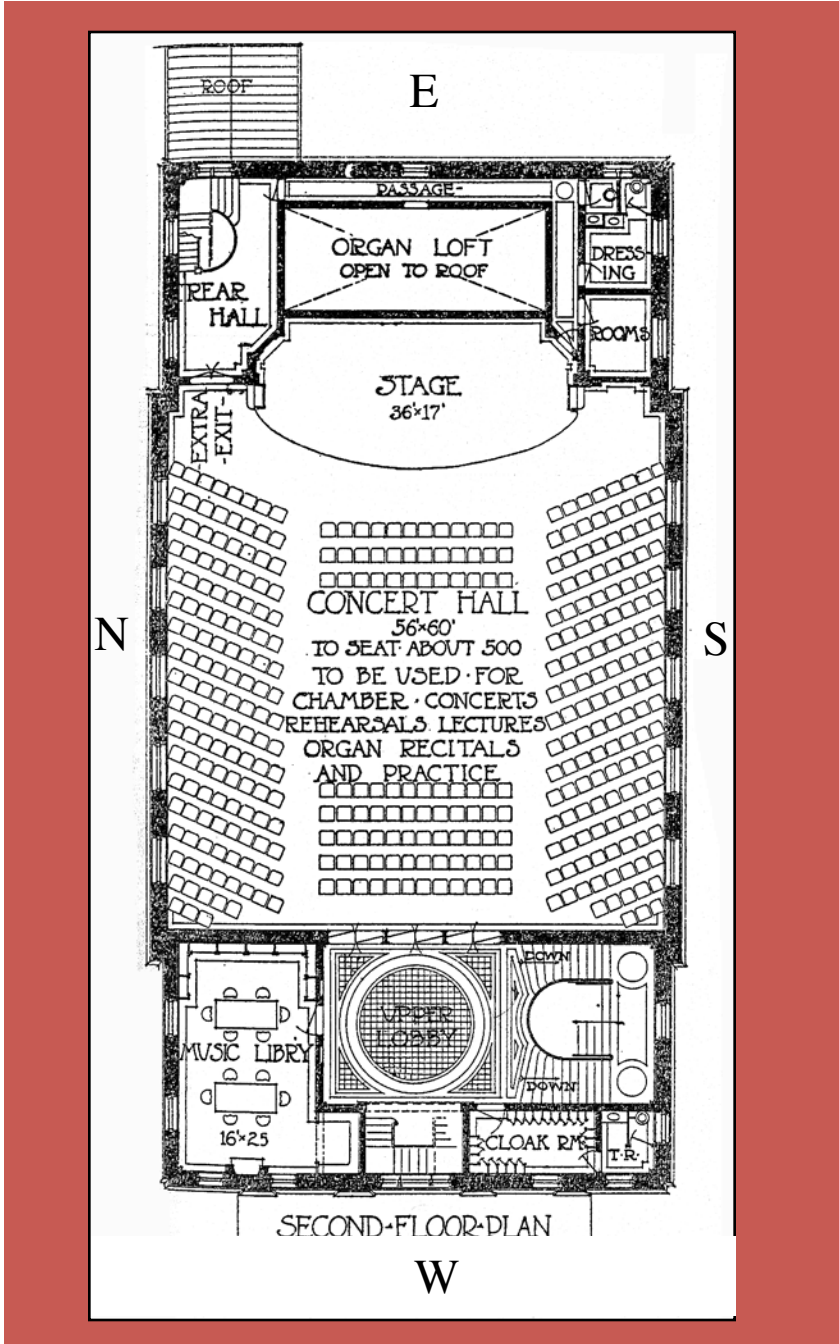 ROOF
E
PASSAGE
ORGAN LOFT
OPEN TO ROOF
DRESS-
ING
ROOMS
REAR
HALL
STAGE
36'×17'
EXTRA
EXIT
N
S
CONCERT HALL
56'×60'
TO SEAT ABOUT 500
TO BE USED · FOR
CHAMBER · CONCERTS
REHEARSALS LECTURES
ORGAN RECITALS
AND PRACTICE
DOWN
UPPER
LOBBY
MUSIC LIBRY
DOWN
16'×25
CLOAK RM
T.R.
SECOND-FLOOR-PLAN
W